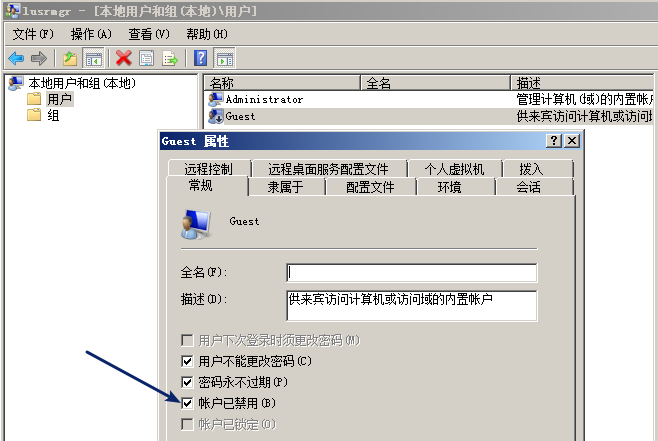 lusrmgr - [本地用户和组(本地)\用户]
文件(F) 操作(A) 查看(V) 帮助(H)
本地用户和组(本地)
用户
组
名称 全名 描述
Administrator 管理计算机(域)的内置帐户
Guest 供来宾访问计算机或访问域
Guest 属性
远程控制 远程桌面服务配置文件 个人虚拟机 拨入
常规 隶属于 配置文件 环境 会话
Guest
全名(F):
描述(D): 供来宾访问计算机或访问域的内置帐户
用户下次登录时须更改密码(M)
用户不能更改密码(C)
密码永不过期(P)
帐户已禁用(B)
帐户已锁定(O)